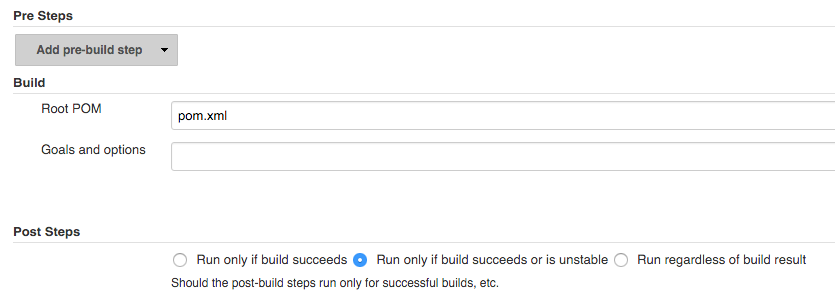 Pre Steps
Add pre-build step
Build
Root POM
pom.xml
Goals and options
Post Steps
Run only if build succeeds Run only if build succeeds or is unstable Run regardless of build result
Should the post-build steps run only for successful builds, etc.